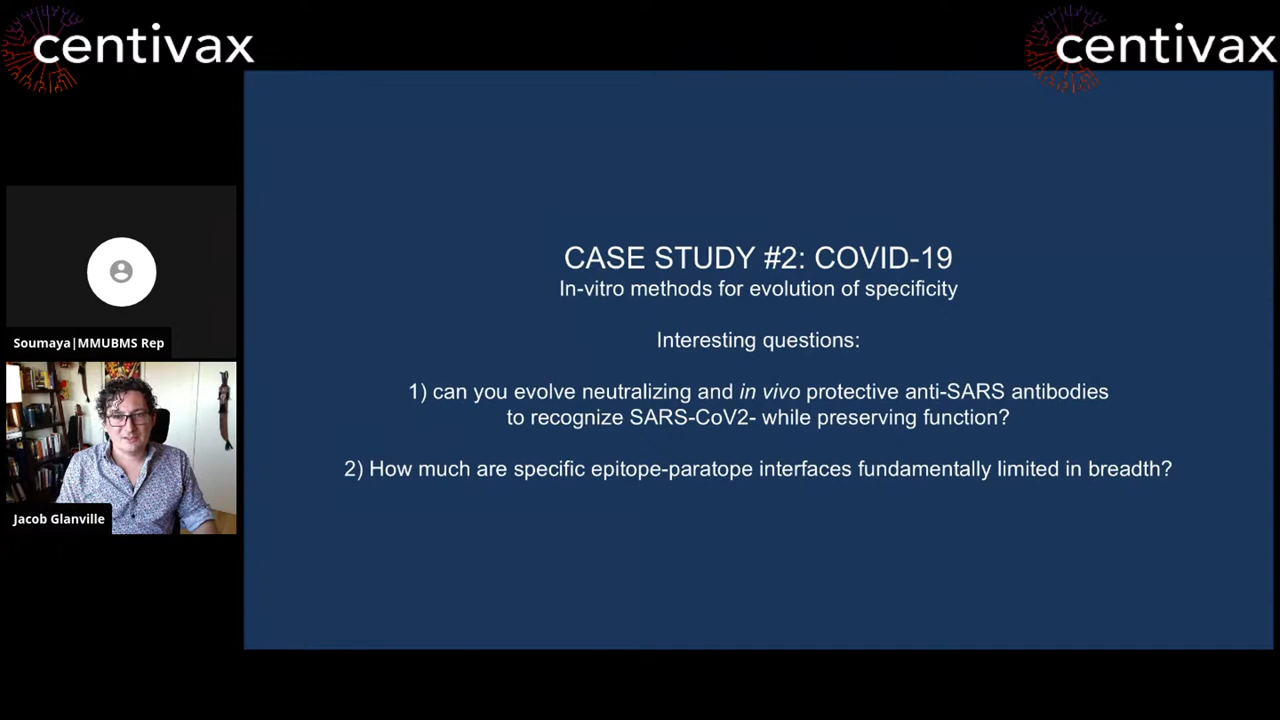 centivax
centivax
CASE STUDY #2: COVID-19
In-vitro methods for evolution of specificity
Interesting questions:
1) can you evolve neutralizing and in vivo protective anti-SARS antibodies
to recognize SARS-CoV2- while preserving function?
2) How much are specific epitope-paratope interfaces fundamentally limited in breadth?
Soumaya|MMUBMS Rep
Jacob Glanville